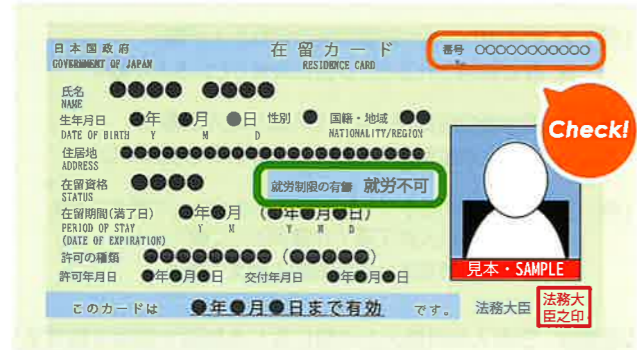 日本国政府 在留カード 番号 ○○○○○○○○○○○
GOVERNMENT OF JAPAN RESIDENCE CARD No.
氏名 ●●●● ●●●●
NAME
生年月日 ●年 ●月 ●日 性別 ● 国籍・地域 ●●
DATE OF BIRTH Y M D NATIONALITY/REGION
Check!
住居地 ●●●●●●●●●●●●●●●●●●●●●●
ADDRESS
在留資格 ●●●● 就労制限の有無 就労不可
STATUS
在留期間(満了日) ●年●月 (●年●月●日)
PERIOD OF STAY Y M Y M D
(DATE OF EXPIRATION)
許可の種類 ●●●●●●●●● (●●●●●)
見本・SAMPLE
許可年月日 ●年●月●日 交付年月日 ●年●月●日
このカードは ●年●月●日まで有効 です。 法務大臣 法務大
臣之印